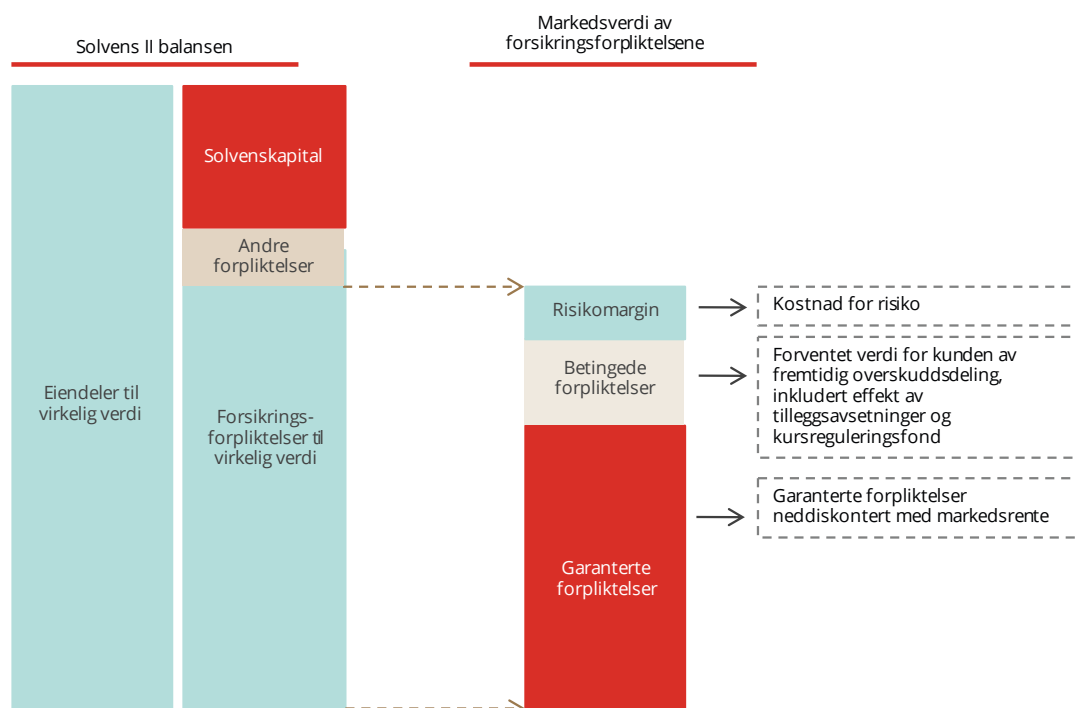 Solvens II balansen
Markedsverdi av
forsikringsforpliktelsene
Solvenskapital
Andre
forpliktelser
Eiendeler til
virkelig verdi
Forsikrings-
forpliktelser til
virkelig verdi
Risikomargin
Betingede
forpliktelser
Garanterte
forpliktelser
Kostnad for risiko
Forventet verdi for kunden av
fremtidig overskuddsdeling,
inkludert effekt av
tilleggsavsetninger og
kursreguleringsfond
Garanterte forpliktelser
neddiskontert med markedsrente